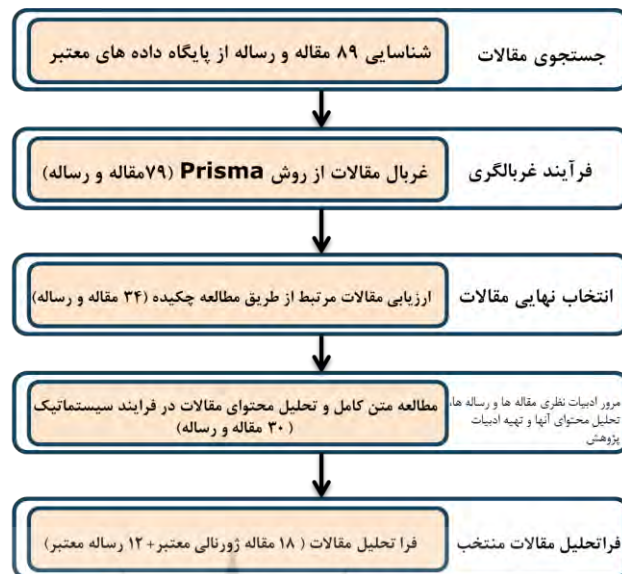 جستجوی مقالات
شناسایی ۸۹ مقاله و رساله از پایگاه داده های معتبر
فرآیند غربالگری
غربال مقالات از روش Prisma (۷۹مقاله و رساله)
انتخاب نهایی مقالات
ارزیابی مقالات مرتبط از طریق مطالعه چکیده (۳۴ مقاله و رساله)
مرور ادبیات نظری مقاله ها و رساله ها،
تحلیل محتوای آنها و تهیه ادبیات
پژوهش
مطالعه متن کامل و تحلیل محتوای مقالات در فرایند سیستماتیک
( ۳۰ مقاله و رساله)
فراتحلیل مقالات منتخب
فرا تحلیل مقالات ( ۱۸ مقاله ژورنالی معتبر+ ۱۲ رساله معتبر)